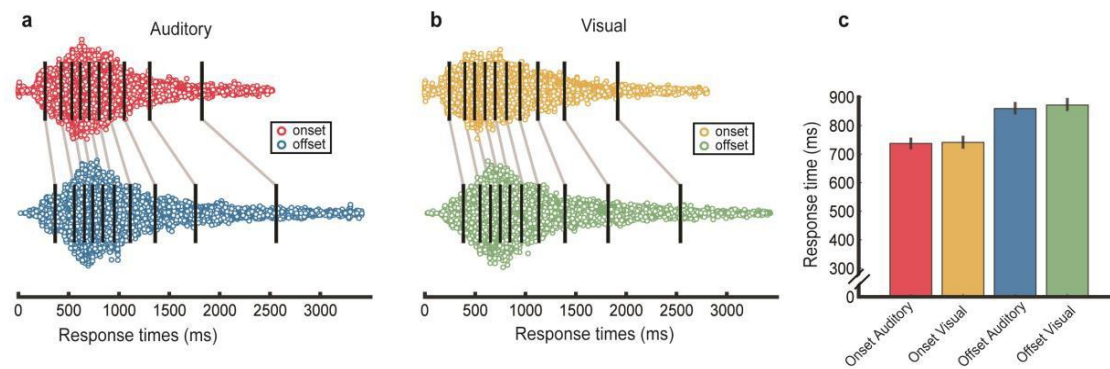 a
Auditory
onset
offset
0 500 1000 1500 2000 2500 3000
Response times (ms)
b
Visual
onset
offset
0 500 1000 1500 2000 2500 3000
Response times (ms)
c
Response time (ms)
900
800
700
600
500
400
300
0
Onset Auditory
Onset Visual
Offset Auditory
Offset Visual